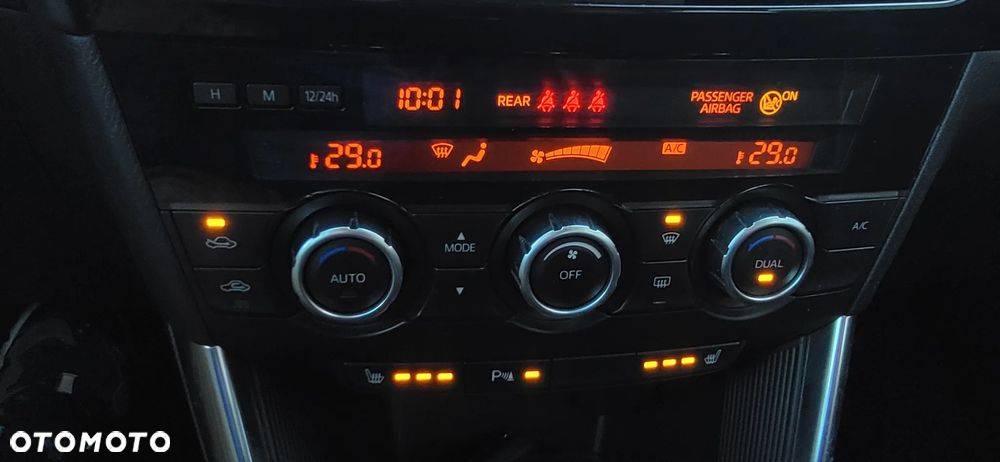 H M 12/24h 10:01 REAR PASSENGER AIRBAG ON
29.0 A/C 29.0
AUTO MODE OFF DUAL A/C
P
OTOMOTO